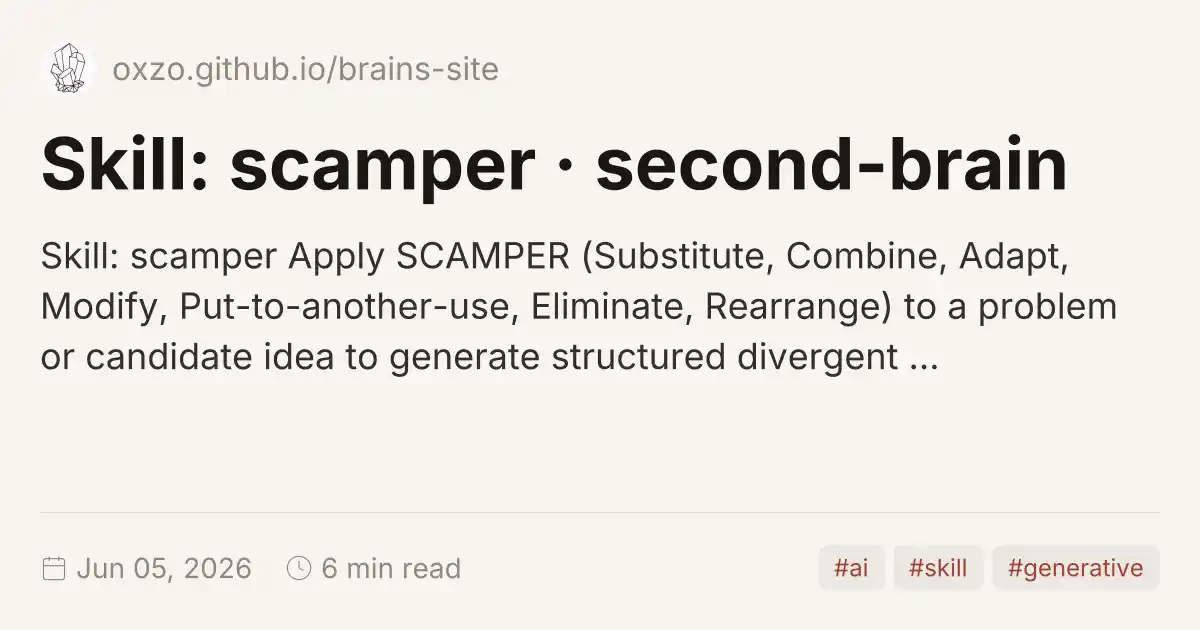 oxzo.github.io/brains-site
Skill: scamper · second-brain
Skill: scamper Apply SCAMPER (Substitute, Combine, Adapt,
Modify, Put-to-another-use, Eliminate, Rearrange) to a problem
or candidate idea to generate structured divergent ...
Jun 05, 2026 6 min read #ai #skill #generative